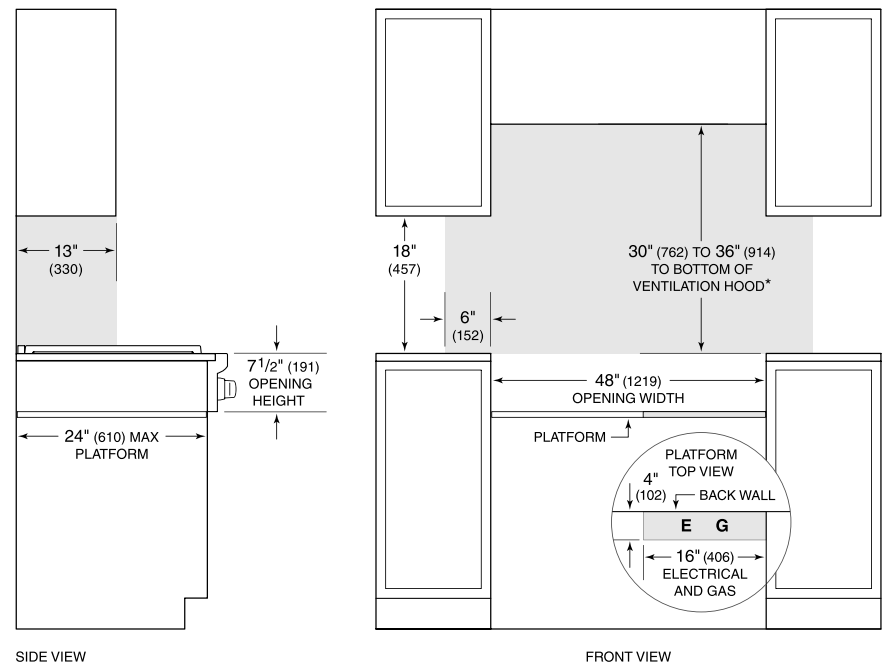 13"
(330)
7 1/2" (191)
OPENING
HEIGHT
24" (610) MAX
PLATFORM
SIDE VIEW
18"
(457)
30" (762) TO 36" (914)
TO BOTTOM OF
VENTILATION HOOD*
6"
(152)
48" (1219)
OPENING WIDTH
PLATFORM
PLATFORM
TOP VIEW
4"
(102)
BACK WALL
E G
16" (406)
ELECTRICAL
AND GAS
FRONT VIEW